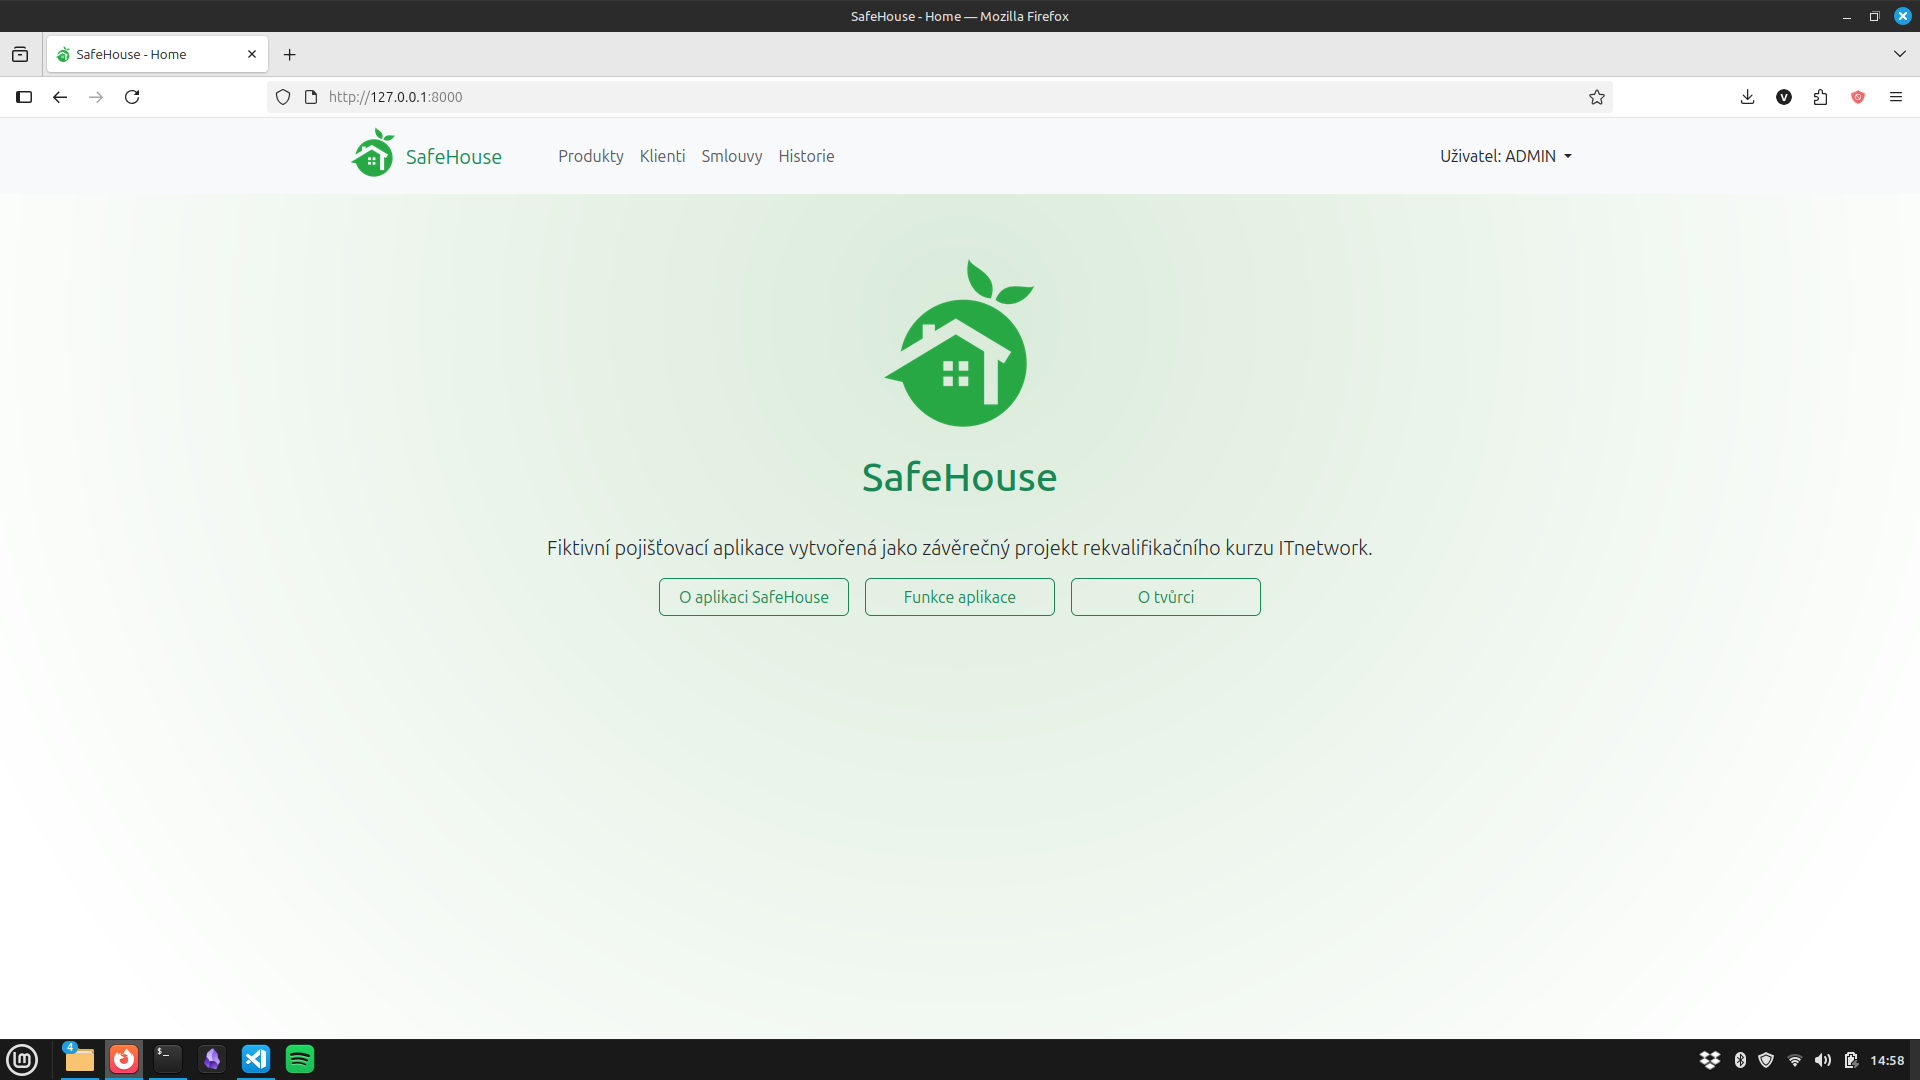 SafeHouse - Home — Mozilla Firefox
SafeHouse - Home
http://127.0.0.1:8000
V
SafeHouse
Produkty Klienti Smlouvy Historie
Uživatel: ADMIN
SafeHouse
Fiktivní pojišťovací aplikace vytvořená jako závěrečný projekt rekvalifikačního kurzu ITnetwork.
O aplikaci SafeHouse
Funkce aplikace
O tvůrci
4
$_
14:58